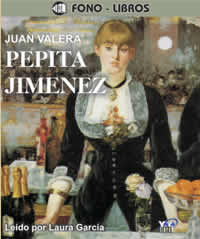 FONO - LIBROS
JUAN VALERA
PEPITA
JIMENEZ
Leído por Laura García